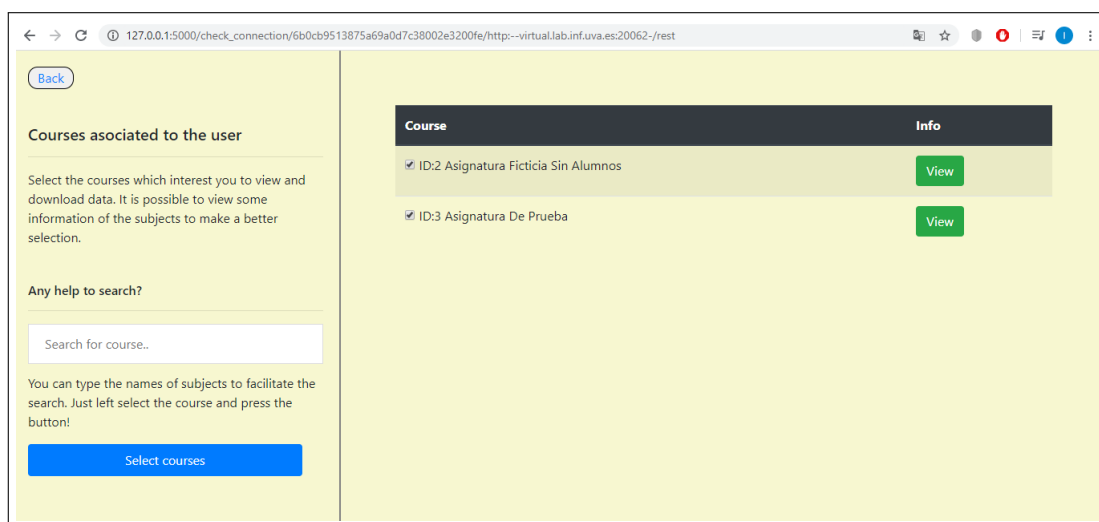 127.0.0.1:5000/check_connection/6b0cb9513875a69a0d7c38002e3200fe/http:--virtual.lab.inf.uva.es:20062-/rest
I
Back
Courses asociated to the user
Select the courses which interest you to view and
download data. It is possible to view some
information of the subjects to make a better
selection.
Any help to search?
Search for course..
You can type the names of subjects to facilitate the
search. Just left select the course and press the
button!
Select courses
Course Info
ID:2 Asignatura Ficticia Sin Alumnos View
ID:3 Asignatura De Prueba View